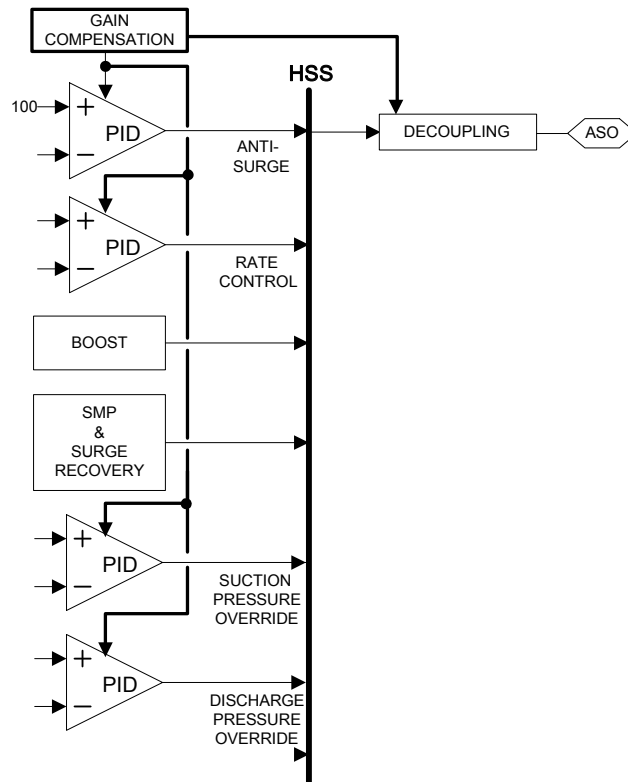 GAIN
COMPENSATION
HSS
100
+
PID
−
ANTI-
SURGE
DECOUPLING
ASO
+
PID
−
RATE
CONTROL
BOOST
SMP
&
SURGE
RECOVERY
+
PID
−
SUCTION
PRESSURE
OVERRIDE
+
PID
−
DISCHARGE
PRESSURE
OVERRIDE